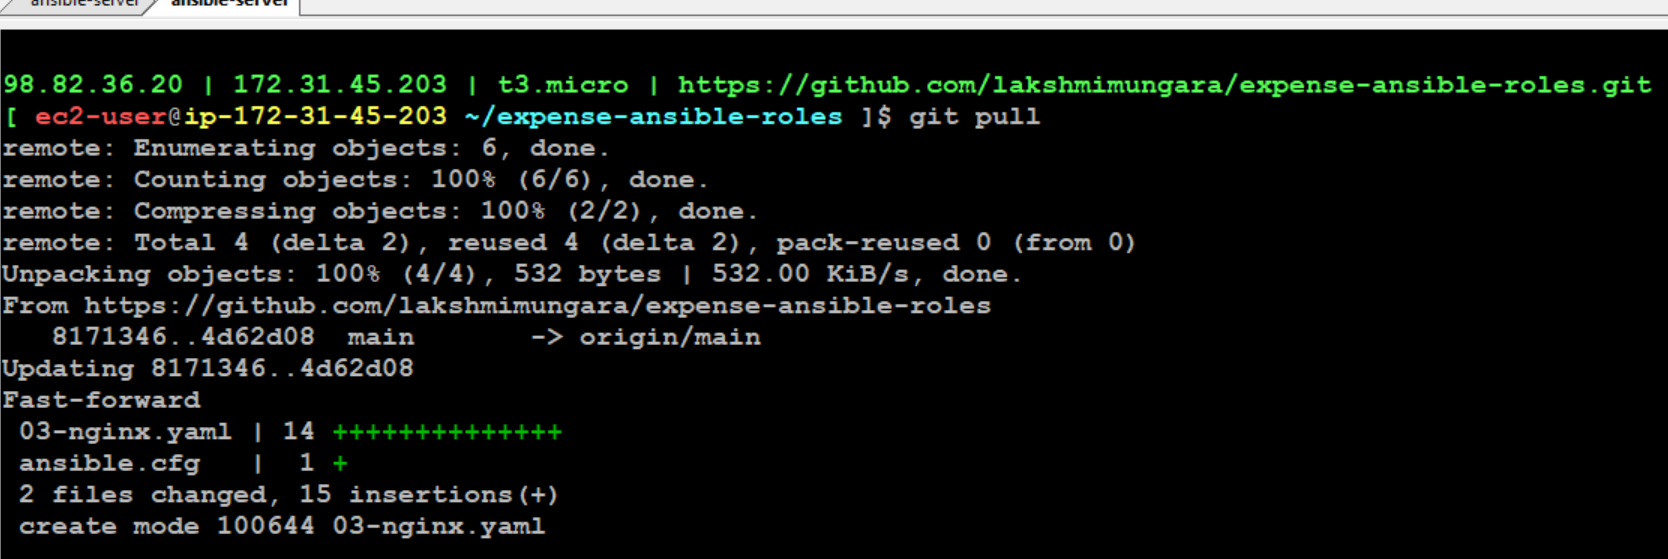 ansible-server ansible-server
98.82.36.20 | 172.31.45.203 | t3.micro | https://github.com/lakshmimungara/expense-ansible-roles.git
[ ec2-user@ip-172-31-45-203 ~/expense-ansible-roles ]$ git pull
remote: Enumerating objects: 6, done.
remote: Counting objects: 100% (6/6), done.
remote: Compressing objects: 100% (2/2), done.
remote: Total 4 (delta 2), reused 4 (delta 2), pack-reused 0 (from 0)
Unpacking objects: 100% (4/4), 532 bytes | 532.00 KiB/s, done.
From https://github.com/lakshmimungara/expense-ansible-roles
   8171346..4d62d08  main       -> origin/main
Updating 8171346..4d62d08
Fast-forward
 03-nginx.yaml | 14 ++++++++++++++
 ansible.cfg   |  1 +
 2 files changed, 15 insertions(+)
 create mode 100644 03-nginx.yaml